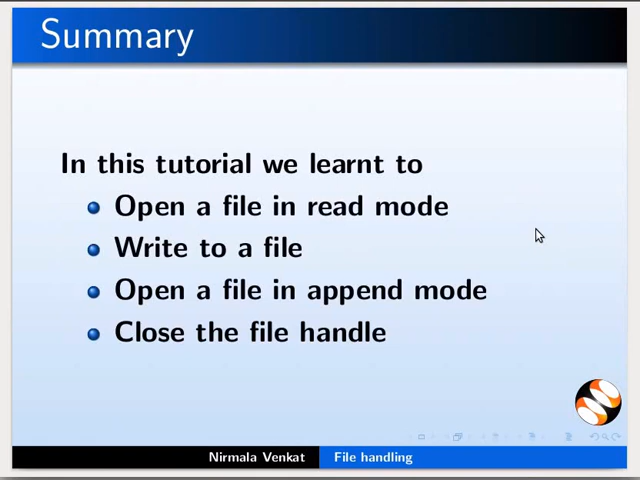 Summary
In this tutorial we learnt to
Open a file in read mode
Write to a file
Open a file in append mode
Close the file handle
Nirmala Venkat File handling